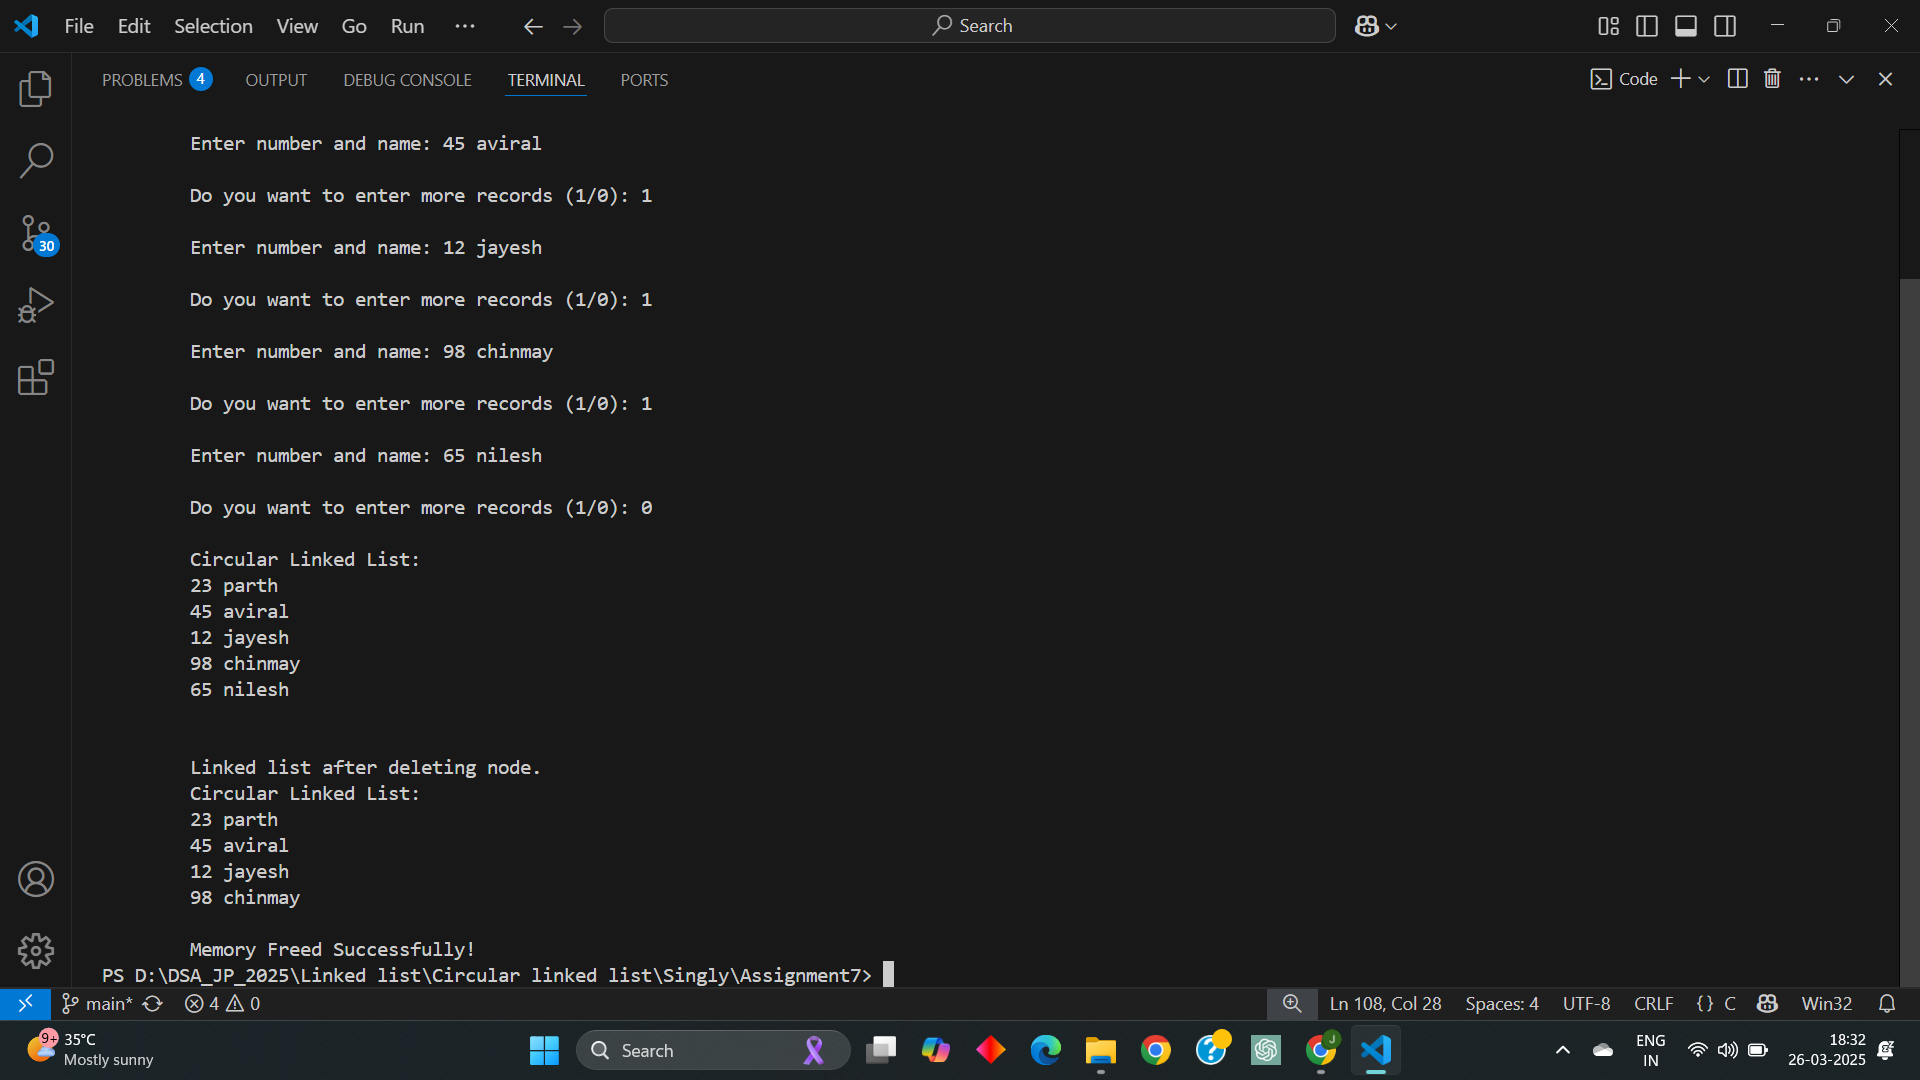 File Edit Selection View Go Run ··· Search
PROBLEMS 4 OUTPUT DEBUG CONSOLE TERMINAL PORTS Code
Enter number and name: 45 aviral
Do you want to enter more records (1/0): 1
Enter number and name: 12 jayesh
Do you want to enter more records (1/0): 1
Enter number and name: 98 chinmay
Do you want to enter more records (1/0): 1
Enter number and name: 65 nilesh
Do you want to enter more records (1/0): 0
Circular Linked List:
23 parth
45 aviral
12 jayesh
98 chinmay
65 nilesh
Linked list after deleting node.
Circular Linked List:
23 parth
45 aviral
12 jayesh
98 chinmay
Memory Freed Successfully!
PS D:\DSA_JP_2025\Linked list\Circular linked list\Singly\Assignment7>
30
main* 4 0 Ln 108, Col 28 Spaces: 4 UTF-8 CRLF {} C Win32
9+ 35°C
Mostly sunny
Search
J
ENG
IN
18:32
26-03-2025